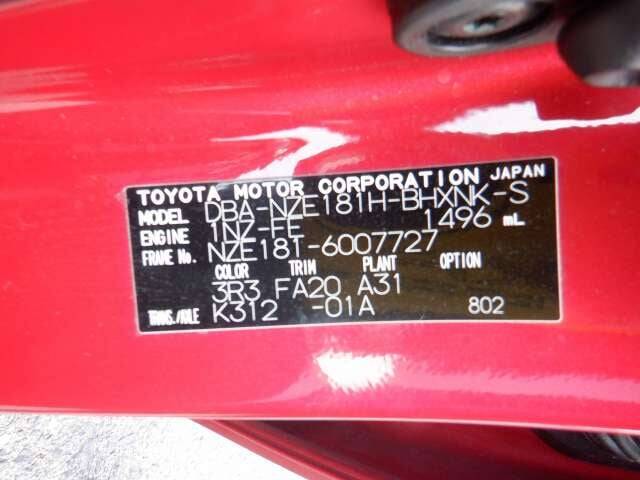 TOYOTA MOTOR CORPORATION JAPAN
MODEL DBA-NZE181H-BHXNK-S
ENGINE 1NZ-FE 1496 mL
FRAME No. NZE181-6007727
COLOR TRIM PLANT OPTION
3R3 FA20 A31
TRANS./AXLE K312 -01A 802